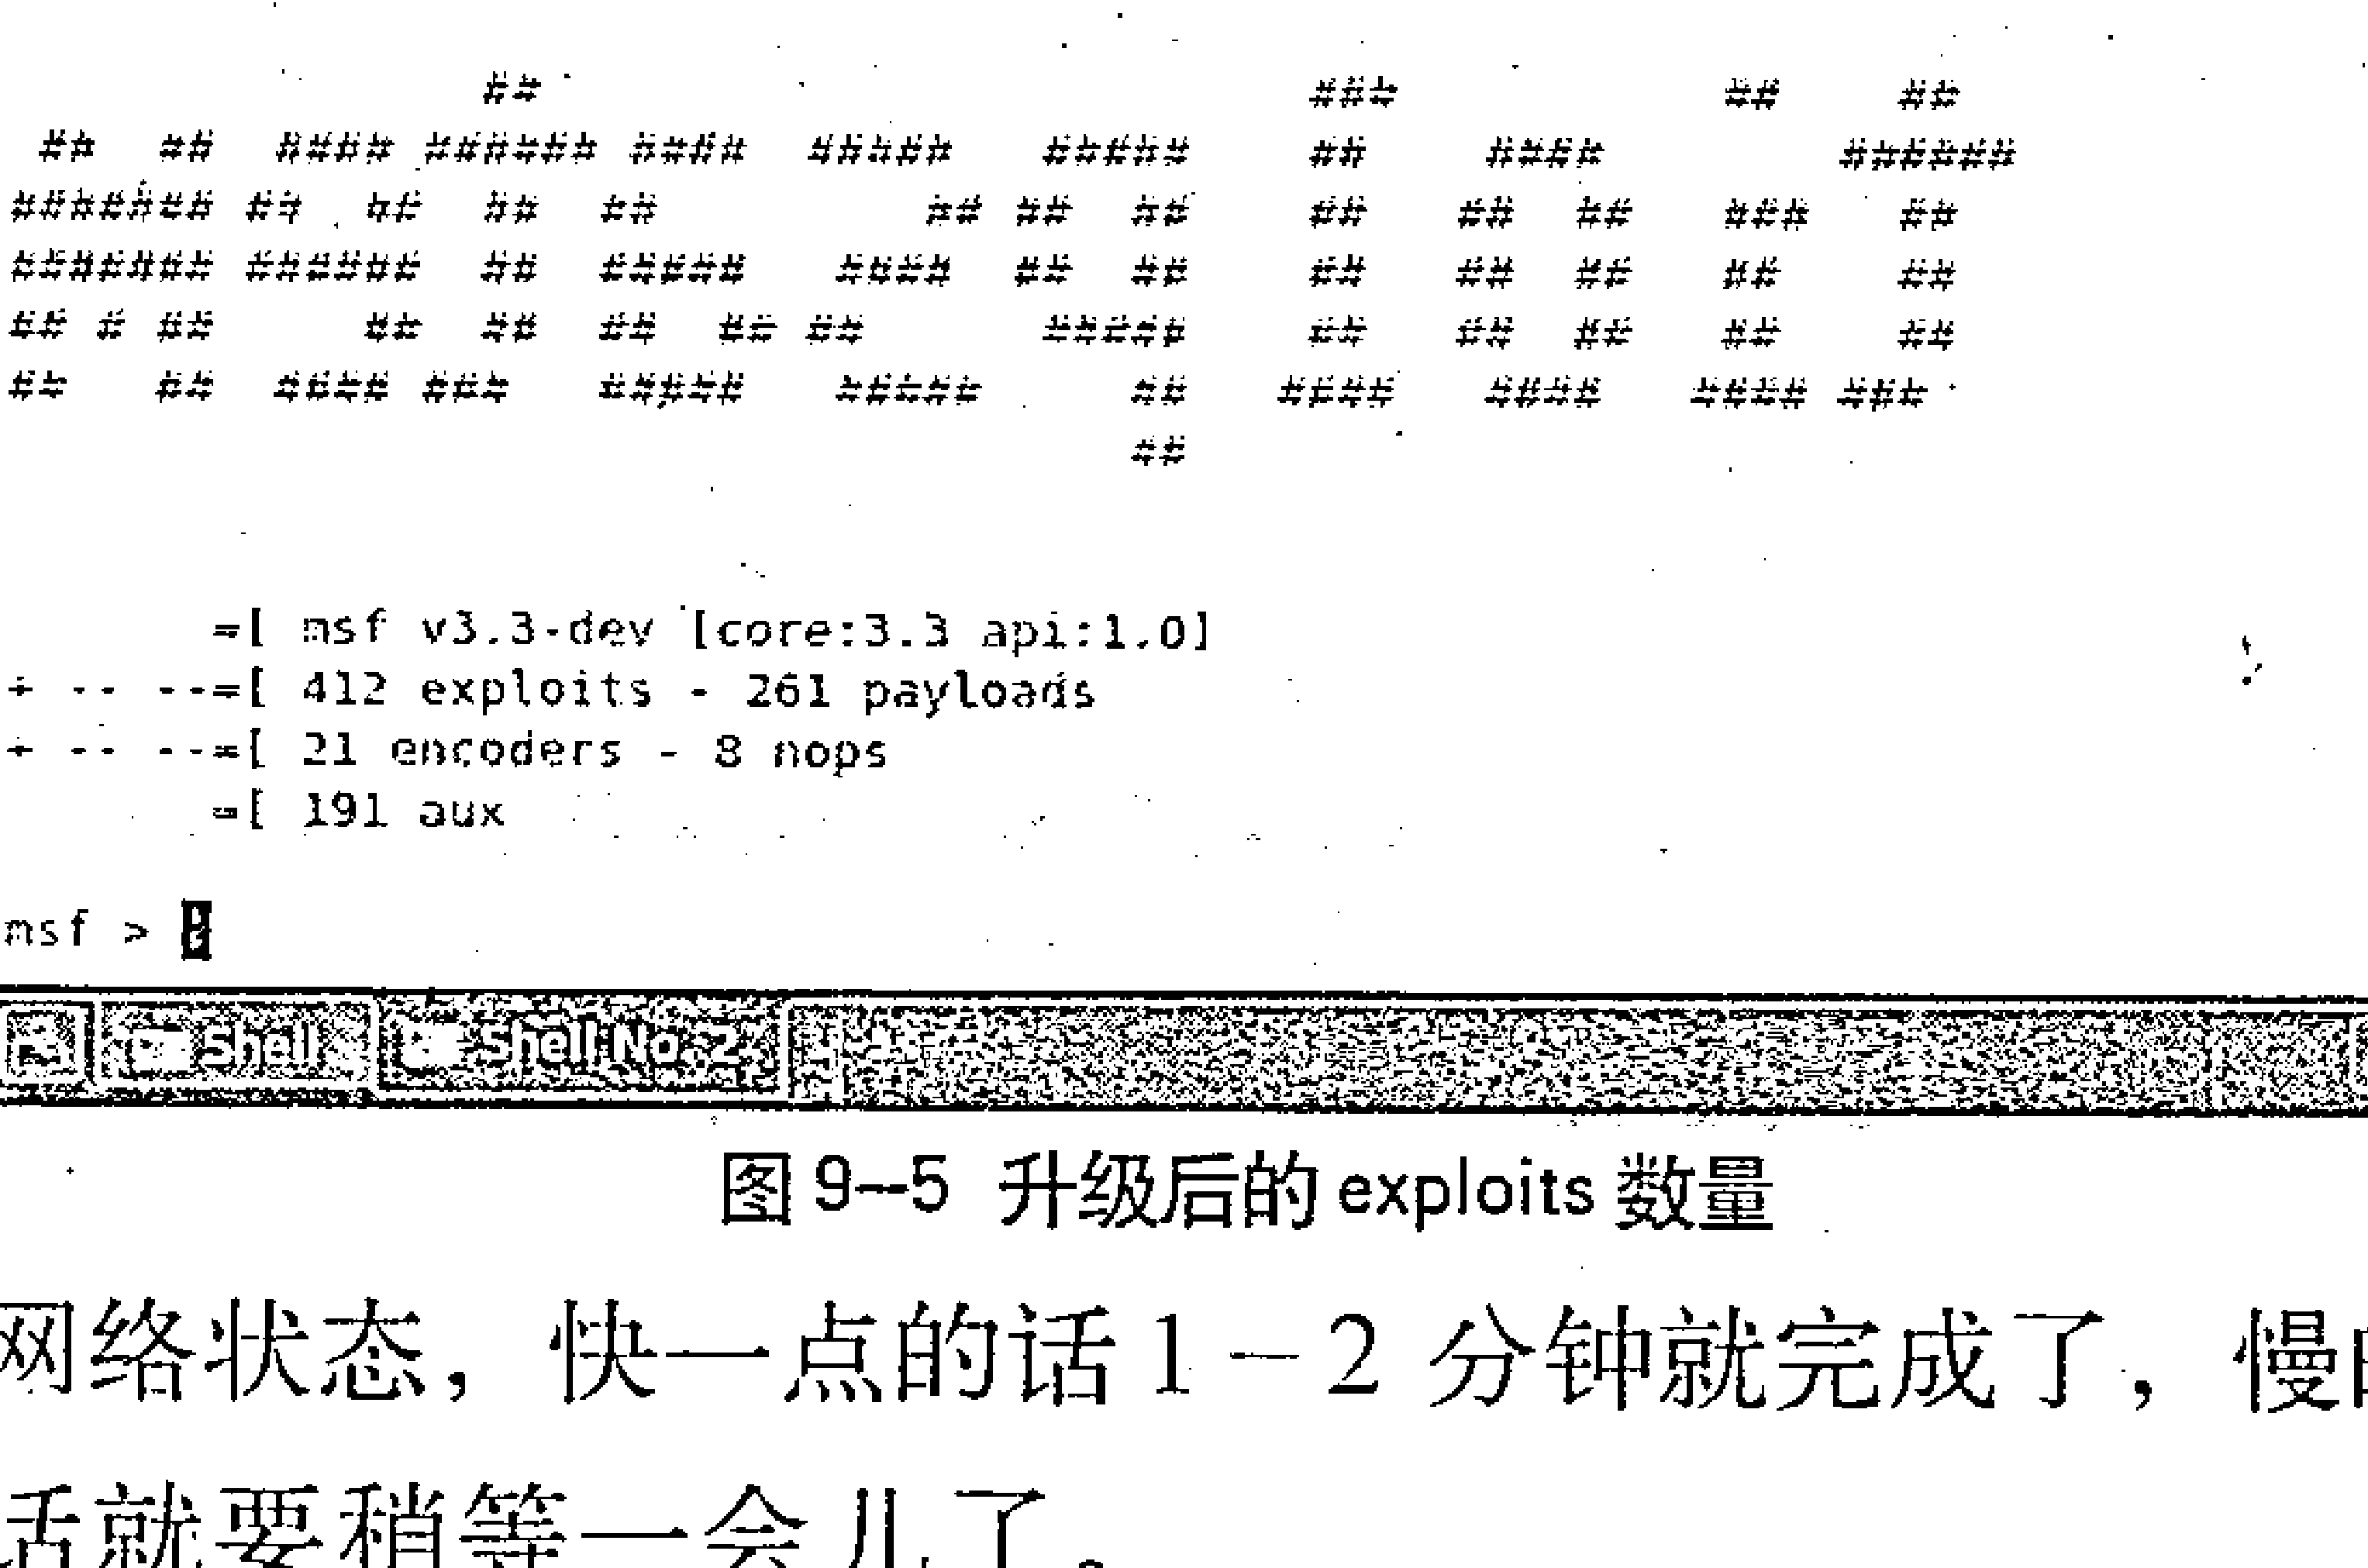 ##                          ###              ##    ##
 ##  ##  #### ###### ####  #####   #####    ##    ####        ######
####### ##  ##  ##  ##         ## ##  ##    ##   ##  ##   ###   ##
####### ######  ##  #####   ####  ##  ##    ##   ##  ##   ##    ##
## # ##     ##  ##  ##  ## ##      #####    ##   ##  ##   ##    ##
##   ##  #### ###   #####   #####     ##   ####   ####   #### ###
                                      ##
=[ msf v3.3-dev [core:3.3 api:1.0]
+ -- --=[ 412 exploits - 261 payloads
+ -- --=[ 21 encoders - 8 nops
=[ 191 aux
msf >
Shell Shell No. 2
图 9--5 升级后的 exploits 数量
网络状态，快一点的话 1－2 分钟就完成了，慢的
话就要稍等一会儿了。